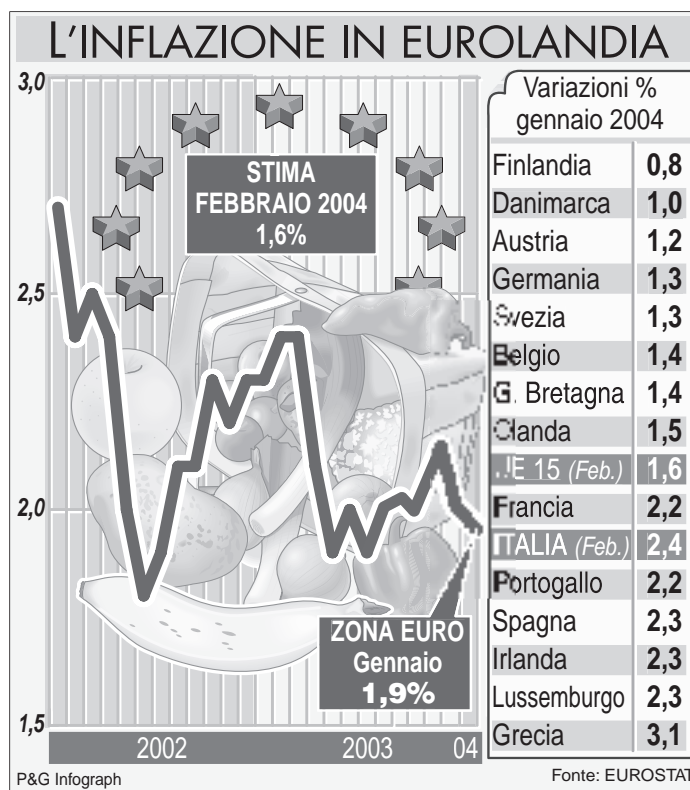 L'INFLAZIONE IN EUROLANDIA
3,0
2,5
2,0
1,5
STIMA
FEBBRAIO 2004
1,6%
ZONA EURO
Gennaio
1,9%
2002 2003 04
Variazioni %
gennaio 2004
Finlandia 0,8
Danimarca 1,0
Austria 1,2
Germania 1,3
Svezia 1,3
Belgio 1,4
G. Bretagna 1,4
Olanda 1,5
UE 15 (Feb.) 1,6
Francia 2,2
ITALIA (Feb.) 2,4
Portogallo 2,2
Spagna 2,3
Irlanda 2,3
Lussemburgo 2,3
Grecia 3,1
P&G Infograph
Fonte: EUROSTAT